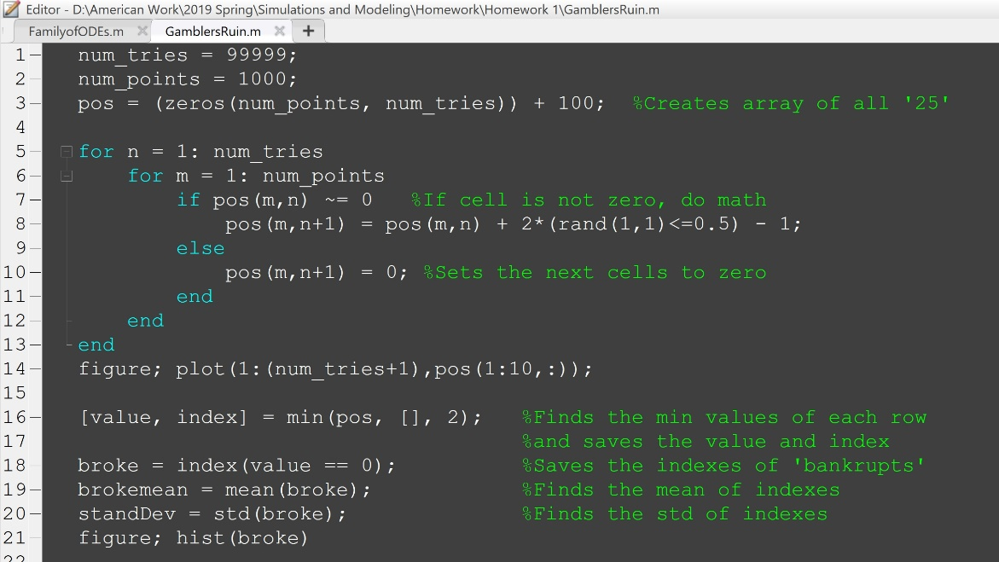 Editor - D:\American Work\2019 Spring\Simulations and Modeling\Homework\Homework 1\GamblersRuin.m
FamilyofODEs.m × GamblersRuin.m × +
1 num_tries = 99999;
2 num_points = 1000;
3 pos = (zeros(num_points, num_tries)) + 100; %Creates array of all '25'
4
5 for n = 1: num_tries
6 for m = 1: num_points
7 if pos(m,n) ~= 0 %If cell is not zero, do math
8 pos(m,n+1) = pos(m,n) + 2*(rand(1,1)<=0.5) - 1;
9 else
10 pos(m,n+1) = 0; %Sets the next cells to zero
11 end
12 end
13 end
14 figure; plot(1:(num_tries+1),pos(1:10,:));
15
16 [value, index] = min(pos, [], 2); %Finds the min values of each row
17 %and saves the value and index
18 broke = index(value == 0); %Saves the indexes of 'bankrupts'
19 brokemean = mean(broke); %Finds the mean of indexes
20 standDev = std(broke); %Finds the std of indexes
21 figure; hist(broke)
22